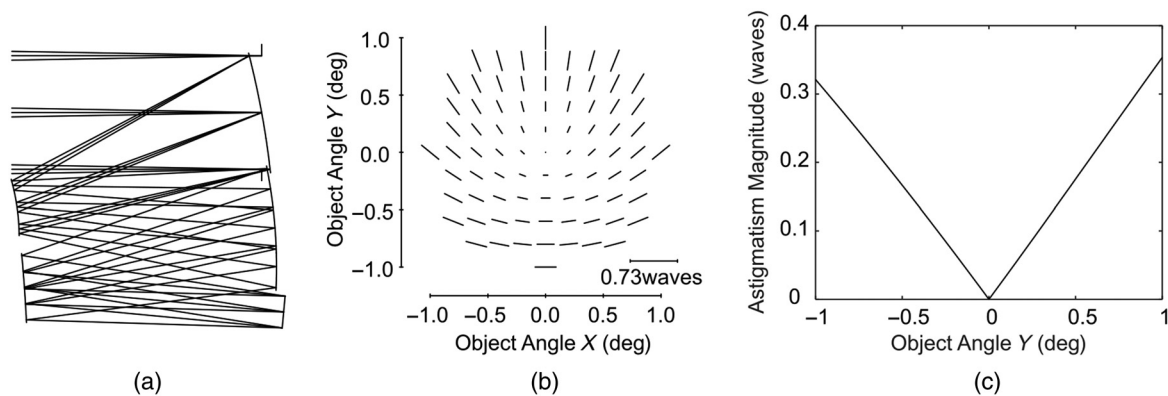 1.0
0.5
0.0
−0.5
−1.0
Object Angle Y (deg)
0.73waves
−1.0 −0.5 0.0 0.5 1.0
Object Angle X (deg)
0.4
0.3
0.2
0.1
0
Astigmatism Magnitude (waves)
−1 −0.5 0 0.5 1
Object Angle Y (deg)
(a) (b) (c)